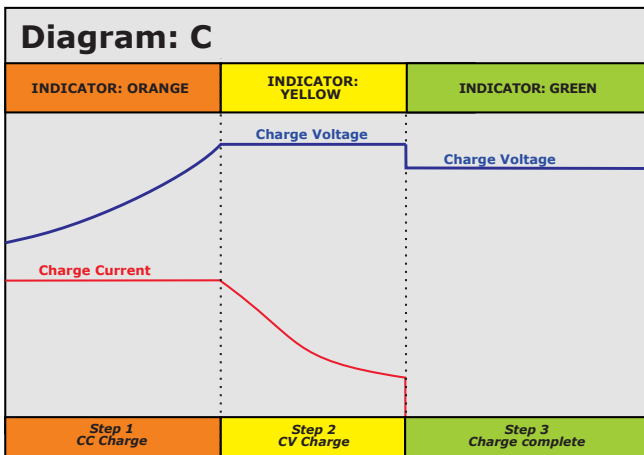 Diagram: C
INDICATOR: ORANGE
INDICATOR:
YELLOW
INDICATOR: GREEN
Charge Voltage
Charge Voltage
Charge Current
Step 1
CC Charge
Step 2
CV Charge
Step 3
Charge complete